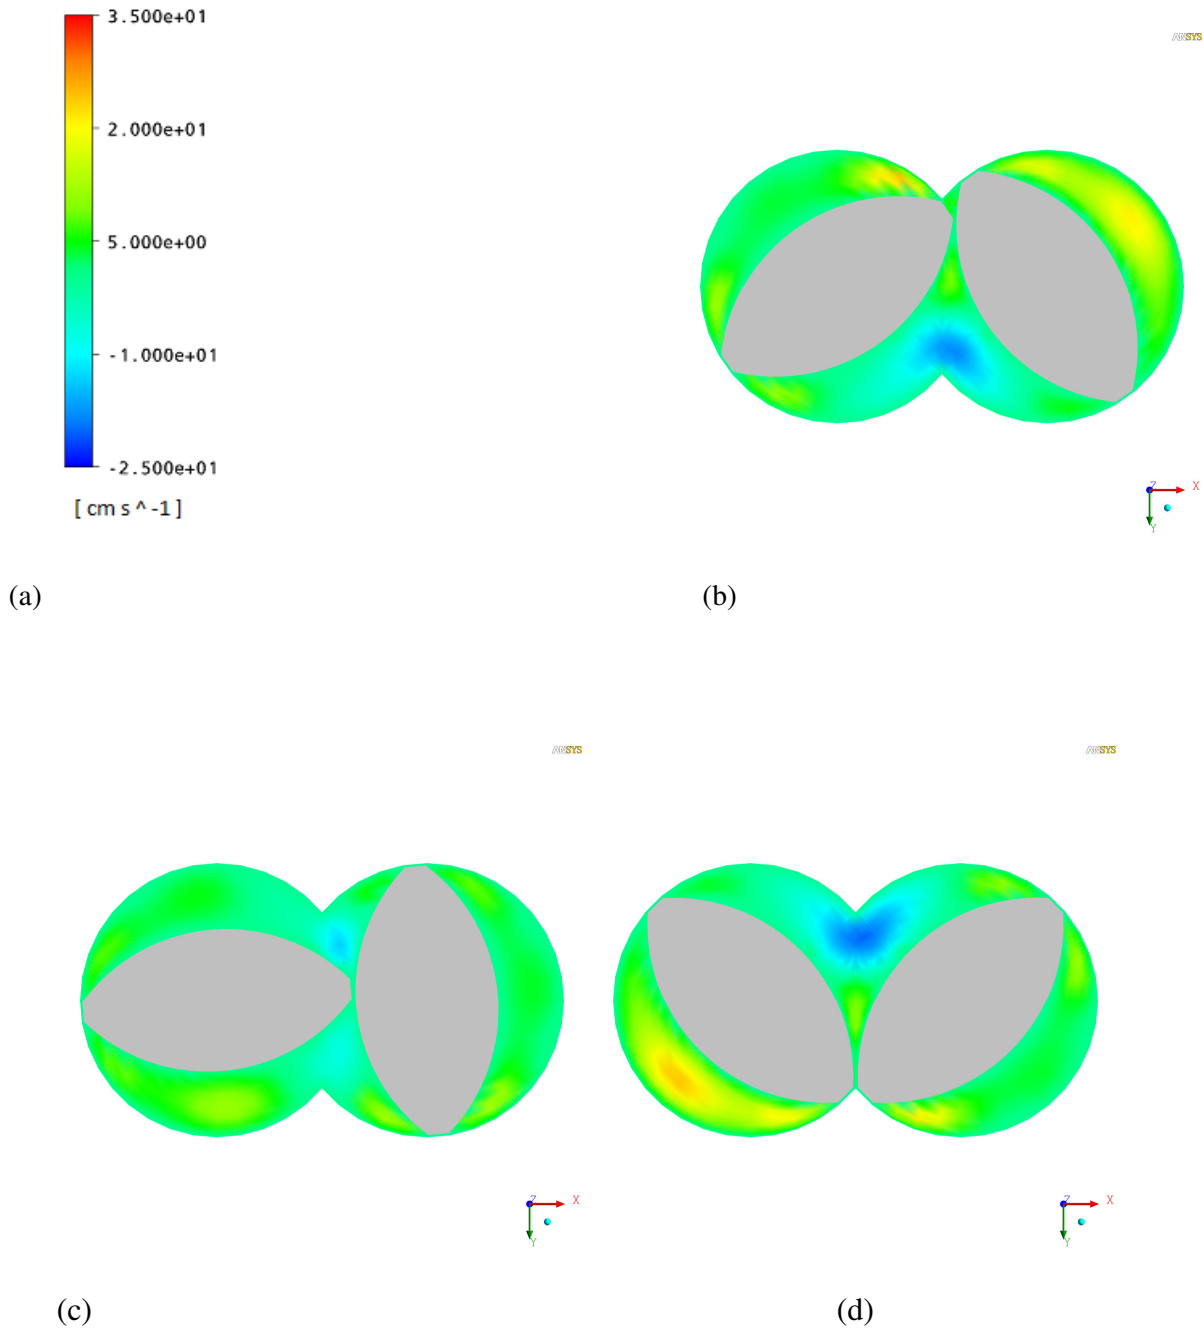 3.500e+01
2.000e+01
5.000e+00
-1.000e+01
-2.500e+01
[ cm s ^ -1 ]
ANSYS
Z
X
Y
(a)
(b)
ANSYS
ANSYS
Z
X
Y
Z
X
Y
(c)
(d)